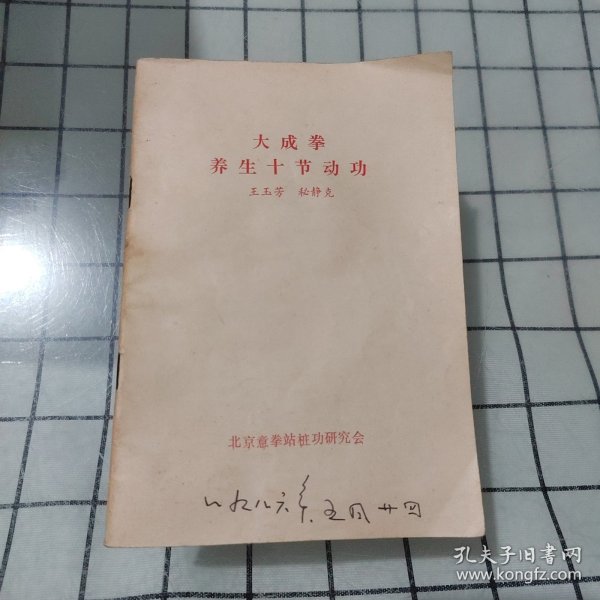 大成拳
养生十节动功
王玉芳 秘静克
北京意拳站桩功研究会
一九八六年五月廿四
孔夫子旧书网
www.kongfz.com